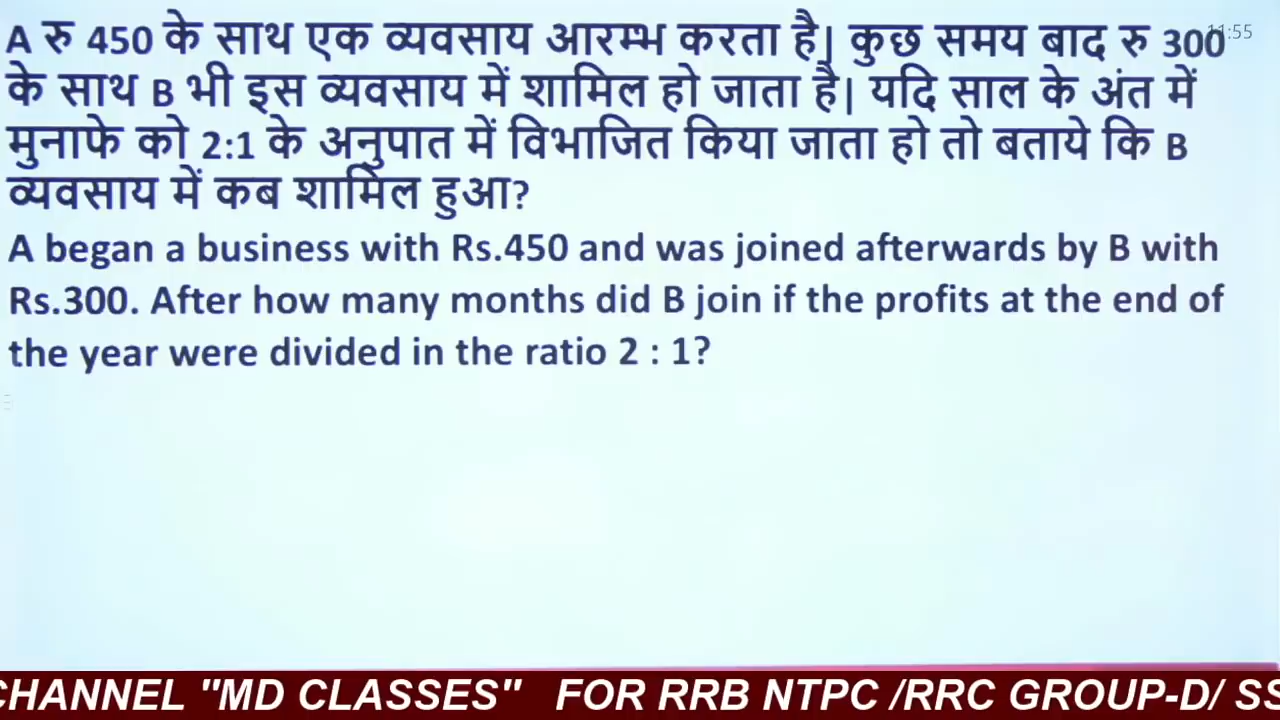 A रु 450 के साथ एक व्यवसाय आरम्भ करता है| कुछ समय बाद रु 300
11:55
के साथ B भी इस व्यवसाय में शामिल हो जाता है| यदि साल के अंत में
मुनाफे को 2:1 के अनुपात में विभाजित किया जाता हो तो बताये कि B
व्यवसाय में कब शामिल हुआ?
A began a business with Rs.450 and was joined afterwards by B with
Rs.300. After how many months did B join if the profits at the end of
the year were divided in the ratio 2 : 1?
CHANNEL "MD CLASSES" FOR RRB NTPC /RRC GROUP-D/ SS